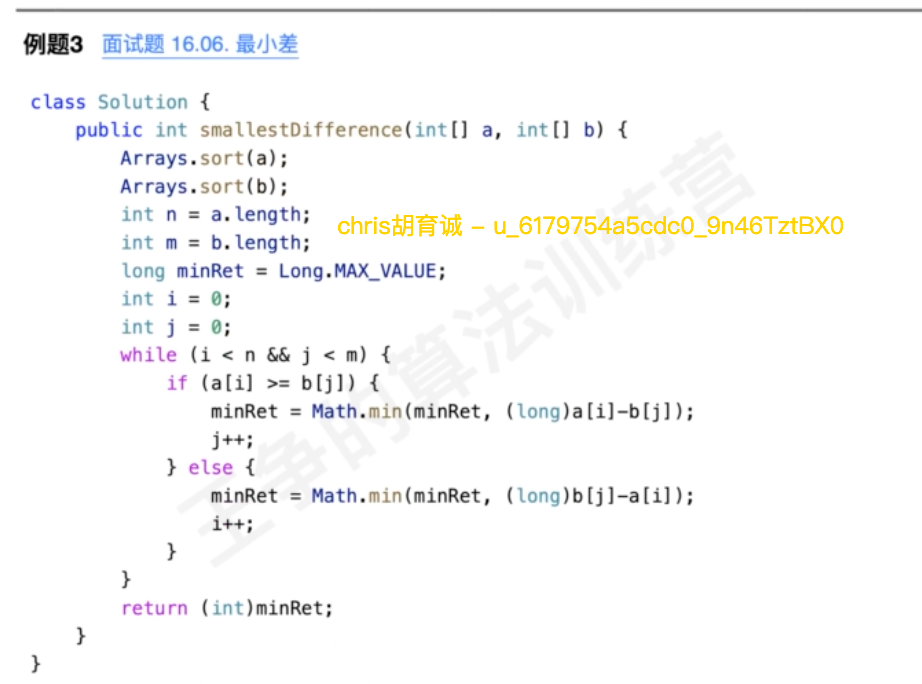 例题3 面试题 16.06. 最小差
class Solution {
    public int smallestDifference(int[] a, int[] b) {
        Arrays.sort(a);
        Arrays.sort(b);
        int n = a.length;
chris胡育诚 - u_6179754a5cdc0_9n46TztBX0
        int m = b.length;
        long minRet = Long.MAX_VALUE;
        int i = 0;
        int j = 0;
        while (i < n && j < m) {
            if (a[i] >= b[j]) {
                minRet = Math.min(minRet, (long)a[i]-b[j]);
                j++;
            } else {
                minRet = Math.min(minRet, (long)b[j]-a[i]);
                i++;
            }
        }
        return (int)minRet;
    }
}
王争的算法训练营